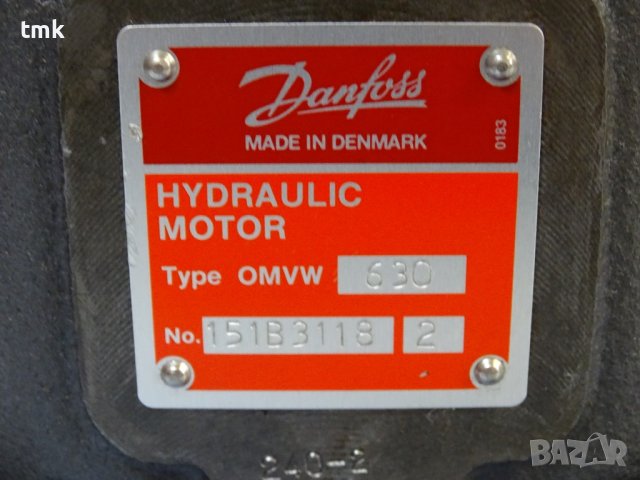 tmk
Danfoss
MADE IN DENMARK
0183
HYDRAULIC
MOTOR
Type OMVW 630
No. 151B3118 2
240-2
BAZAR